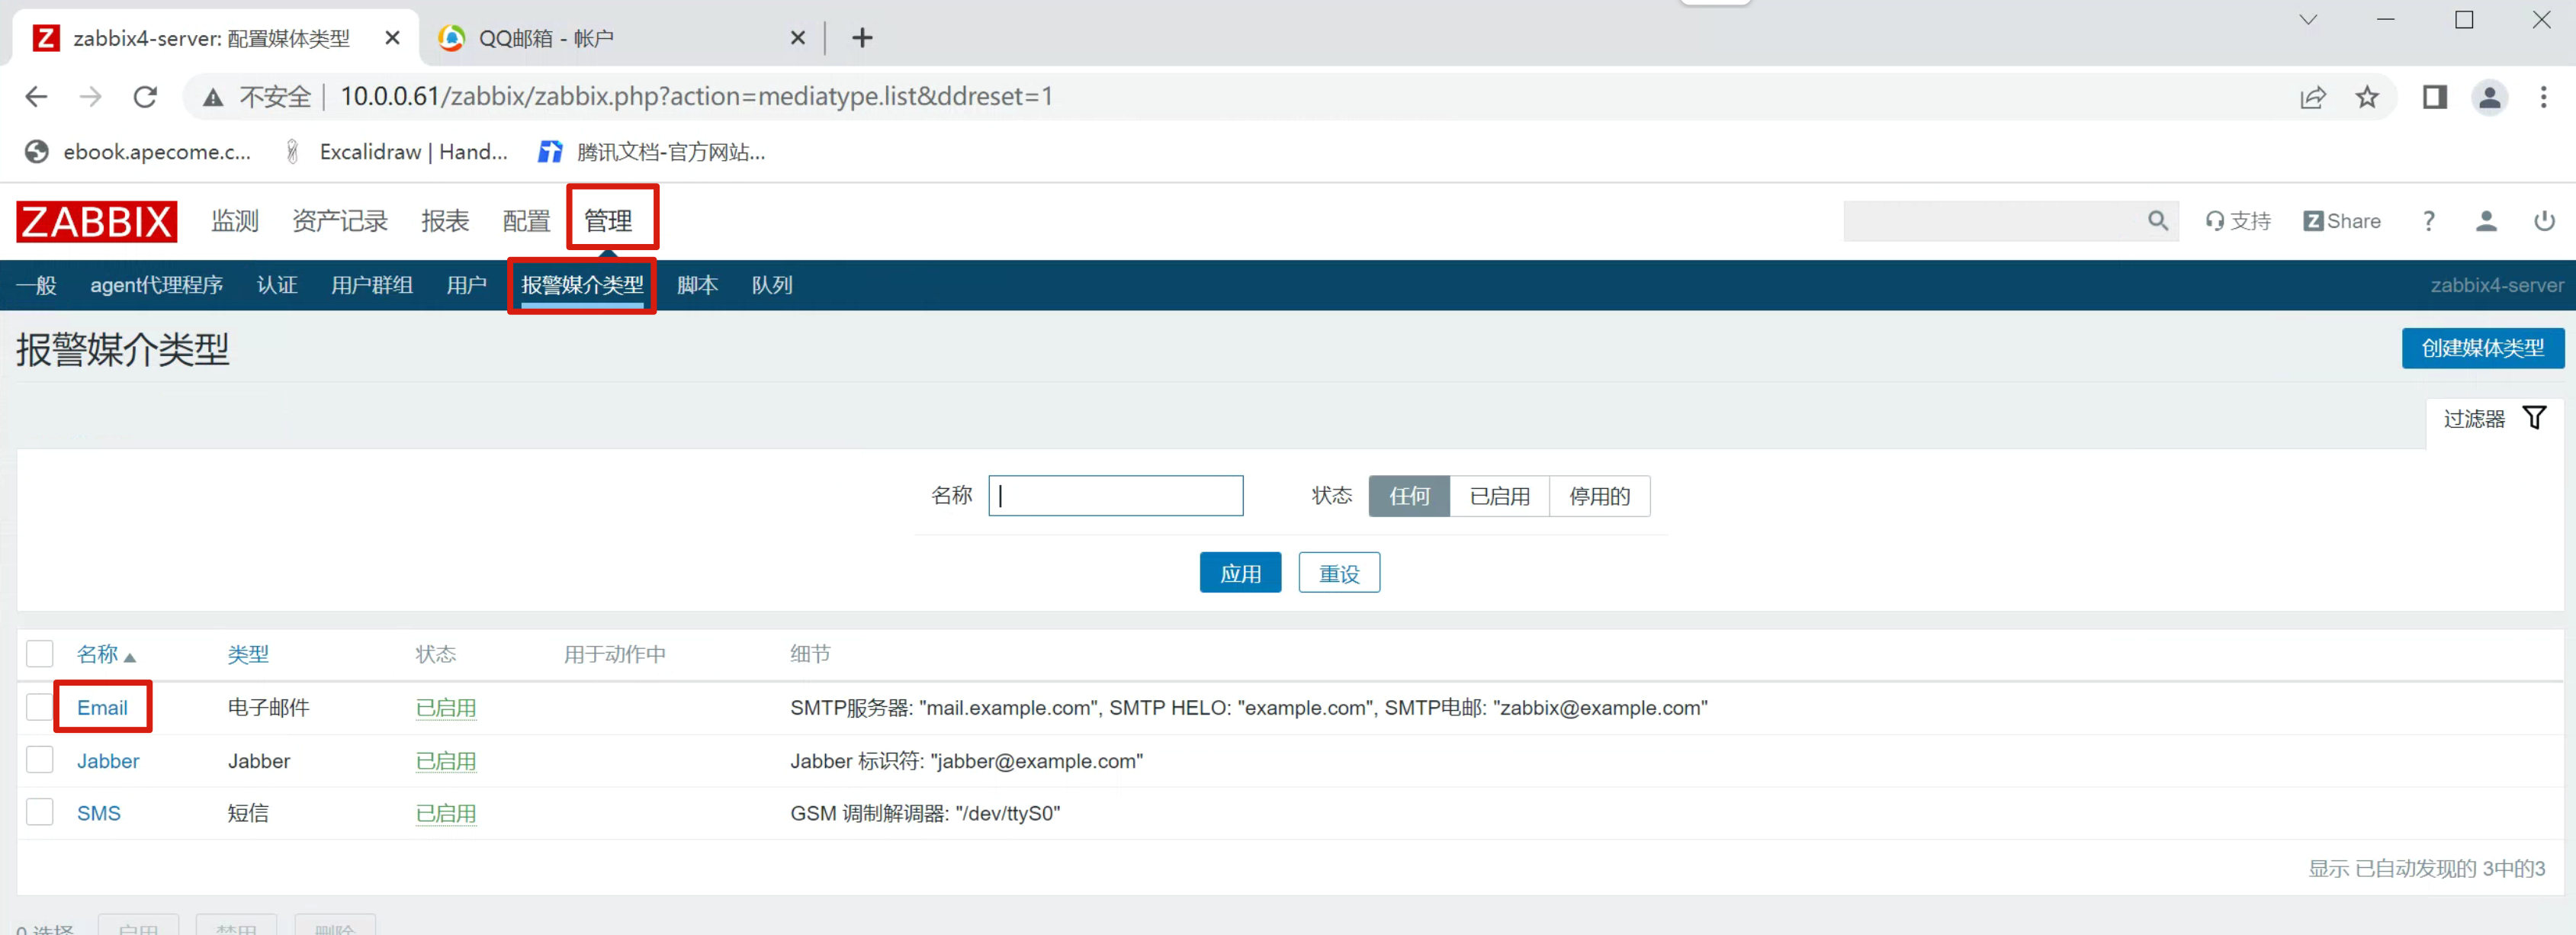 zabbix4-server: 配置媒体类型
QQ邮箱 - 帐户
不安全 | 10.0.0.61/zabbix/zabbix.php?action=mediatype.list&ddreset=1
ebook.apecome.c... Excalidraw | Hand... 腾讯文档-官方网站...
ZABBIX 监测 资产记录 报表 配置 管理 支持 Z Share ?
一般 agent代理程序 认证 用户群组 用户 报警媒介类型 脚本 队列 zabbix4-server
报警媒介类型 创建媒体类型
过滤器
名称 状态 任何 已启用 停用的
应用 重设
名称 类型 状态 用于动作中 细节
Email 电子邮件 已启用 SMTP服务器: "mail.example.com", SMTP HELO: "example.com", SMTP电邮: "zabbix@example.com"
Jabber Jabber 已启用 Jabber 标识符: "jabber@example.com"
SMS 短信 已启用 GSM 调制解调器: "/dev/ttyS0"
显示 已自动发现的 3中的3
0 选择 启用 禁用 删除